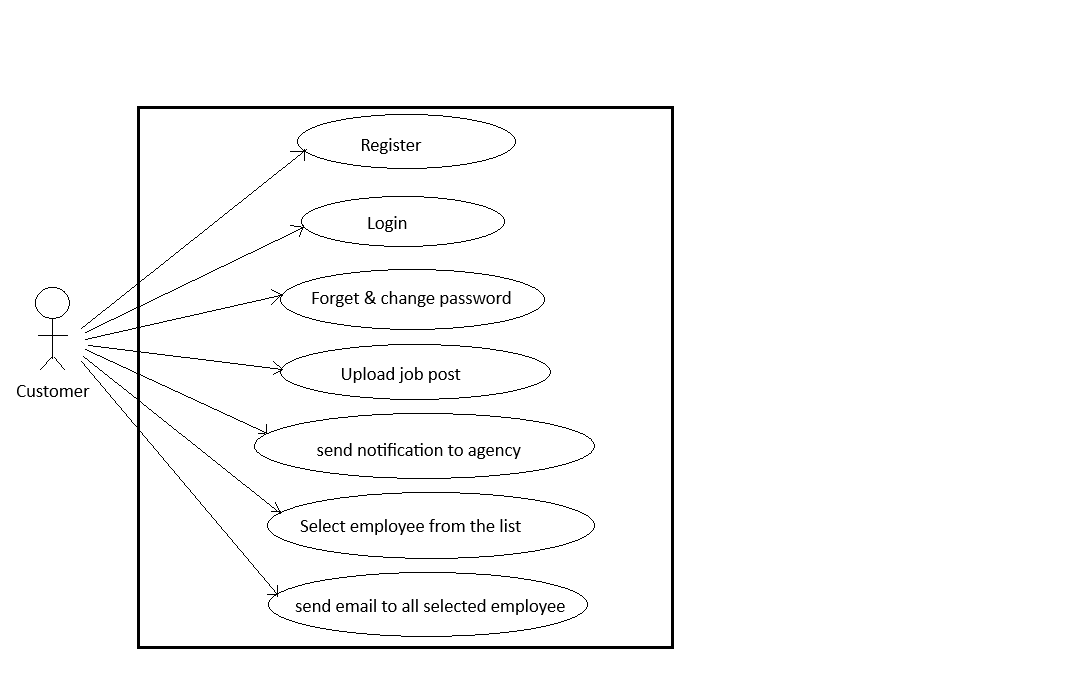 Register
Login
Forget & change password
Upload job post
Customer
send notification to agency
Select employee from the list
send email to all selected employee